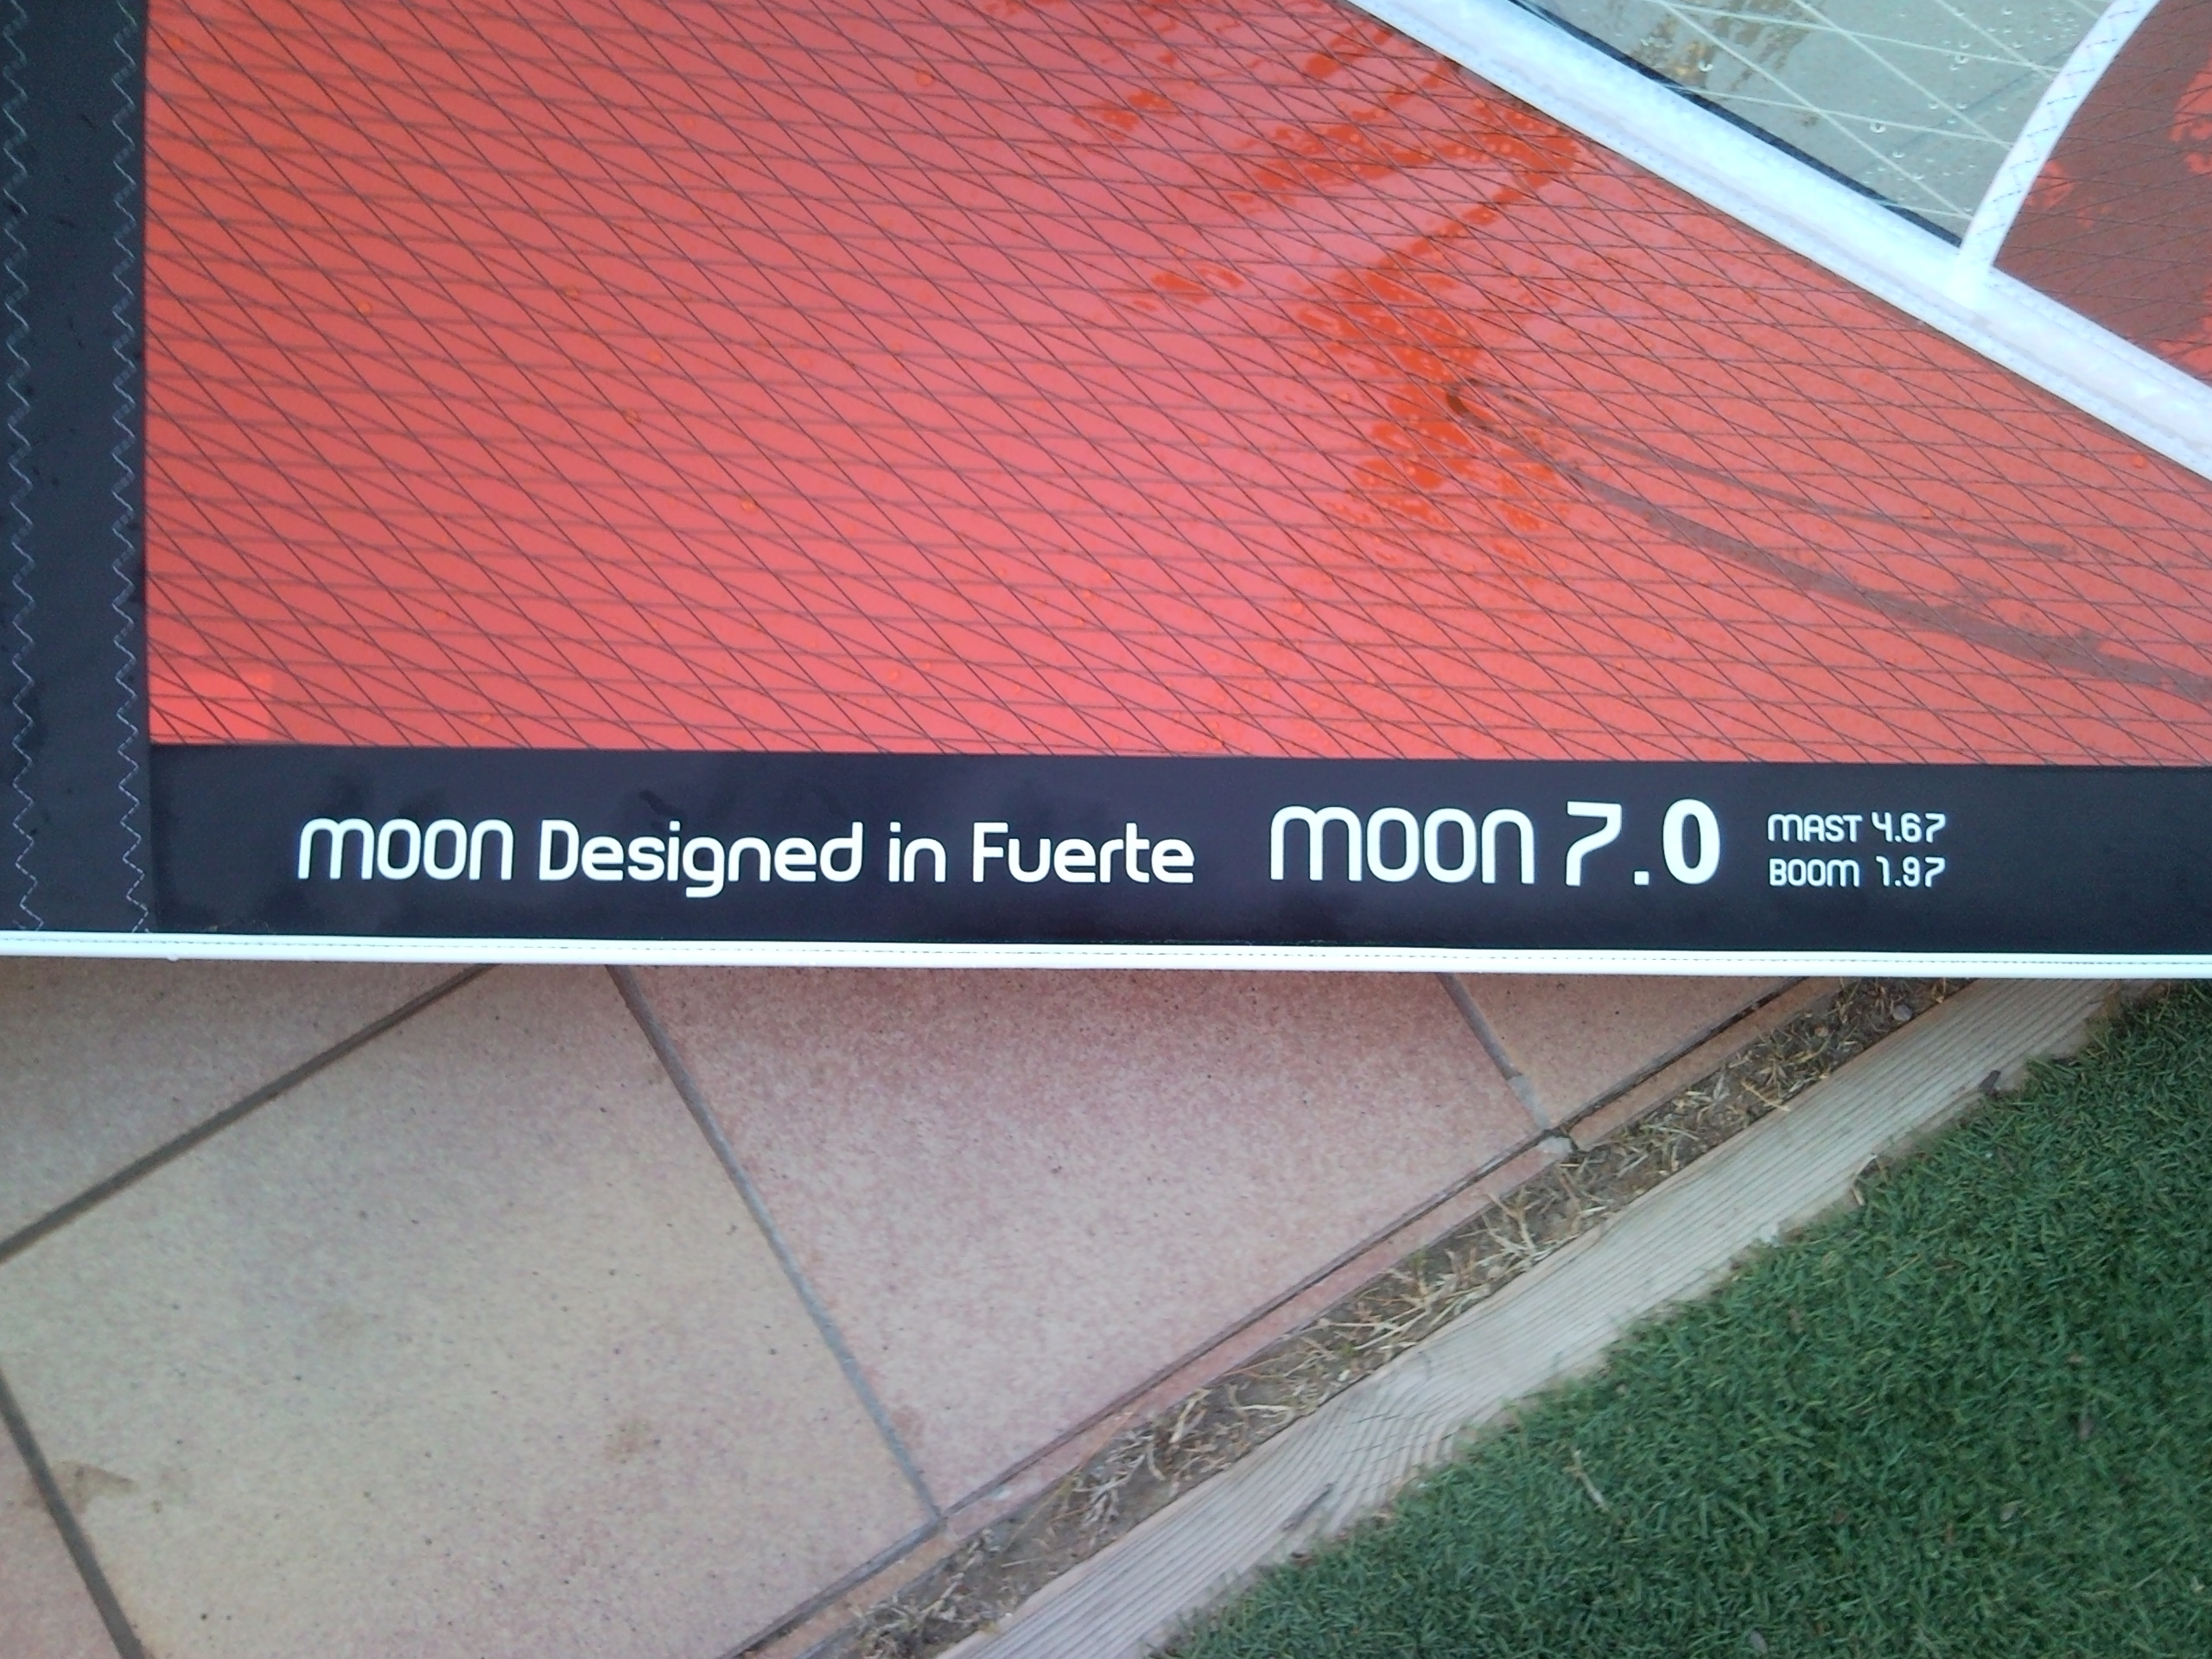 moon Designed in Fuerte moon 7.0
MAST 4.67
BOOM 1.97